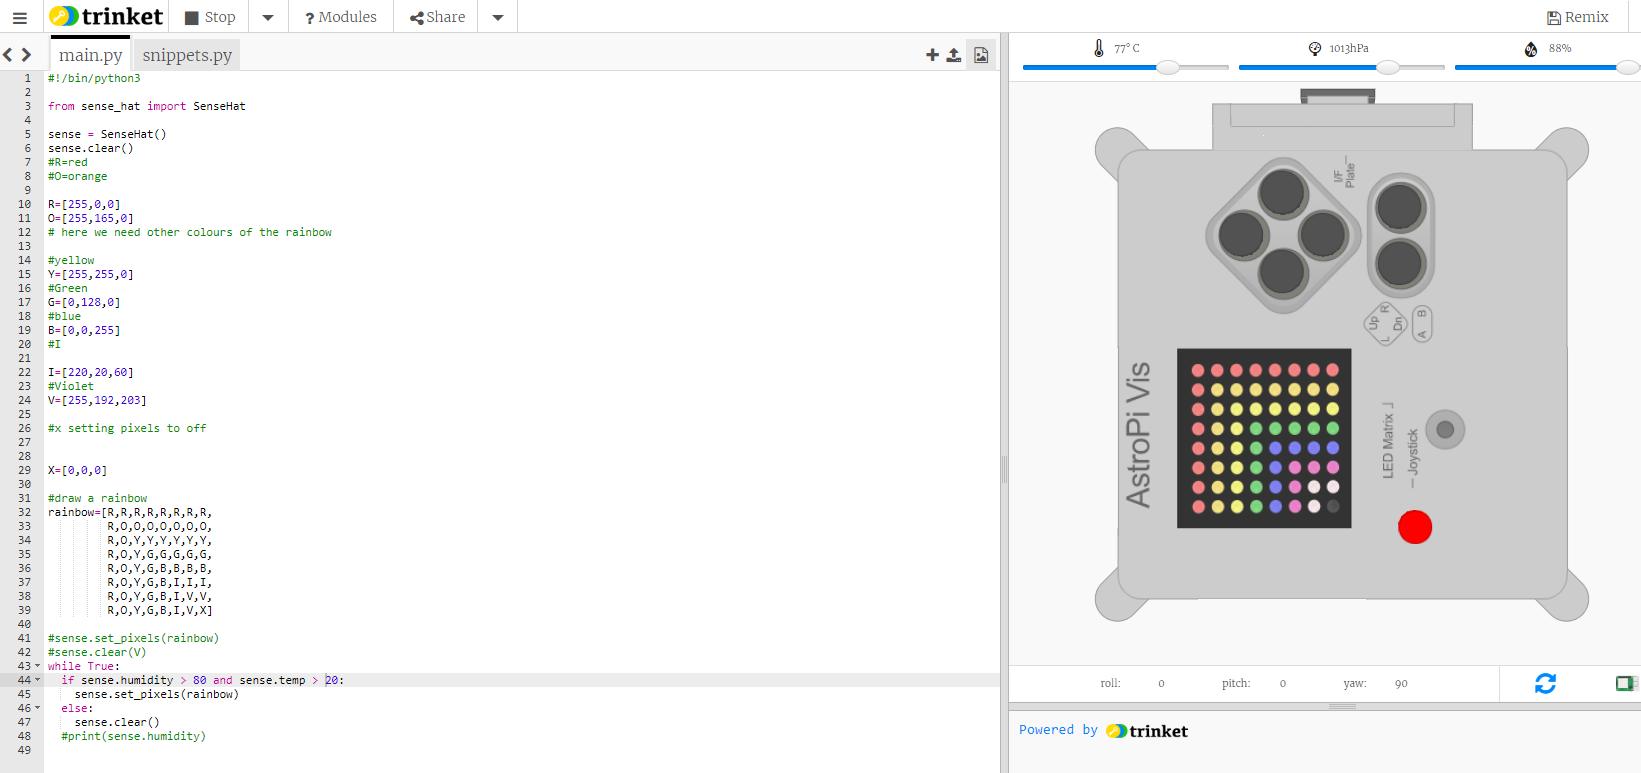 trinket Stop ? Modules Share Remix
main.py snippets.py
1 #!/bin/python3
2
3 from sense_hat import SenseHat
4
5 sense = SenseHat()
6 sense.clear()
7 #R=red
8 #O=orange
9
10 R=[255,0,0]
11 O=[255,165,0]
12 # here we need other colours of the rainbow
13
14 #yellow
15 Y=[255,255,0]
16 #Green
17 G=[0,128,0]
18 #blue
19 B=[0,0,255]
20 #I
21
22 I=[220,20,60]
23 #Violet
24 V=[255,192,203]
25
26 #x setting pixels to off
27
28
29 X=[0,0,0]
30
31 #draw a rainbow
32 rainbow=[R,R,R,R,R,R,R,R,
33 R,O,O,O,O,O,O,O,
34 R,O,Y,Y,Y,Y,Y,Y,
35 R,O,Y,G,G,G,G,G,
36 R,O,Y,G,B,B,B,B,
37 R,O,Y,G,B,I,I,I,
38 R,O,Y,G,B,I,V,V,
39 R,O,Y,G,B,I,V,X]
40
41 #sense.set_pixels(rainbow)
42 #sense.clear(V)
43 while True:
44 if sense.humidity > 80 and sense.temp > 20:
45 sense.set_pixels(rainbow)
46 else:
47 sense.clear()
48 #print(sense.humidity)
49
77°C 1013hPa 88%
I/F
Plate
Up R
L Dn
A B
AstroPi Vis
LED Matrix
Joystick
roll: 0 pitch: 0 yaw: 90
Powered by trinket